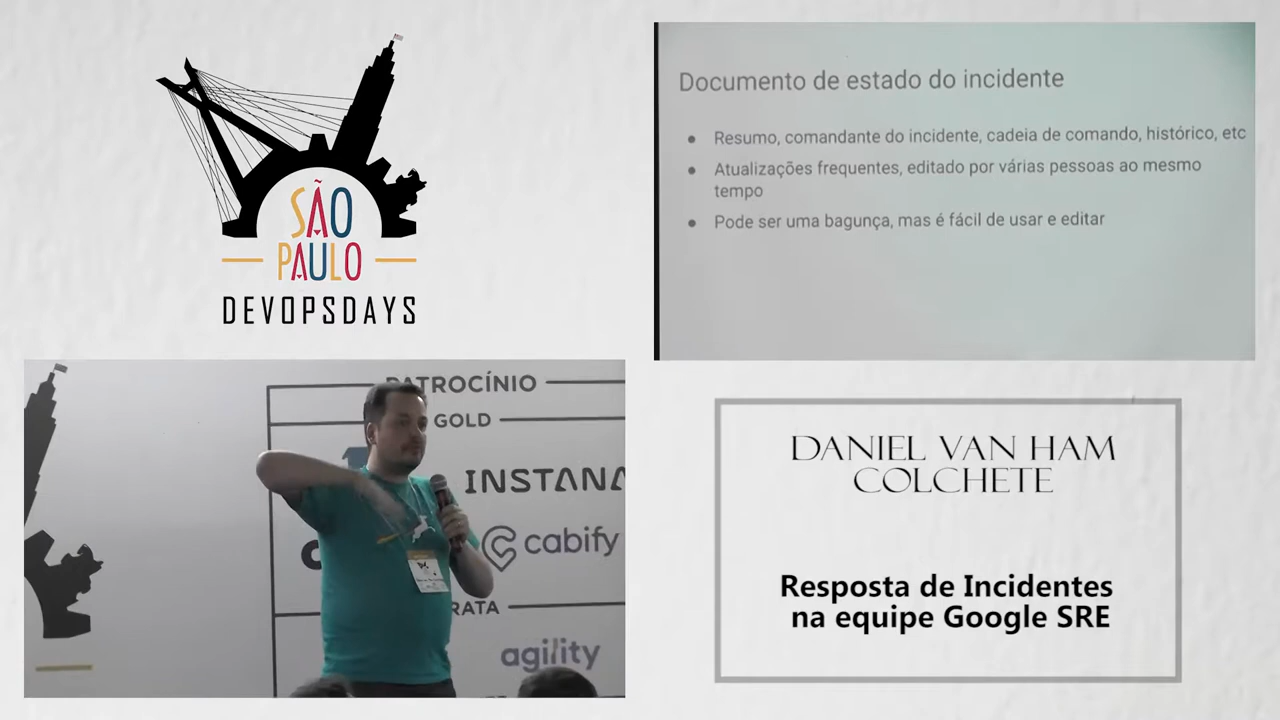 SÃO
PAULO
DEVOPSDAYS
Documento de estado do incidente
● Resumo, comandante do incidente, cadeia de comando, histórico, etc
● Atualizações frequentes, editado por várias pessoas ao mesmo
tempo
● Pode ser uma bagunça, mas é fácil de usar e editar
PATROCÍNIO
GOLD
INSTANA
cabify
RATA
agility
DANIEL VAN HAM
COLCHETE
Resposta de Incidentes
na equipe Google SRE